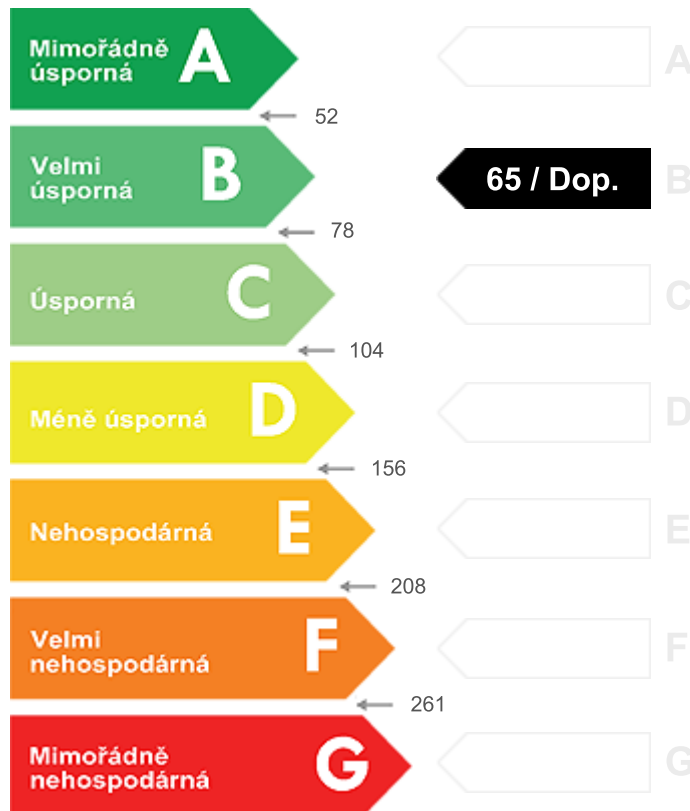 Mimořádně
úsporná
A
A
52
Velmi
úsporná
B
65 / Dop.
B
78
Úsporná
C
C
104
Méně úsporná
D
D
156
Nehospodárná
E
E
208
Velmi
nehospodárná
F
F
261
Mimořádně
nehospodárná
G
G